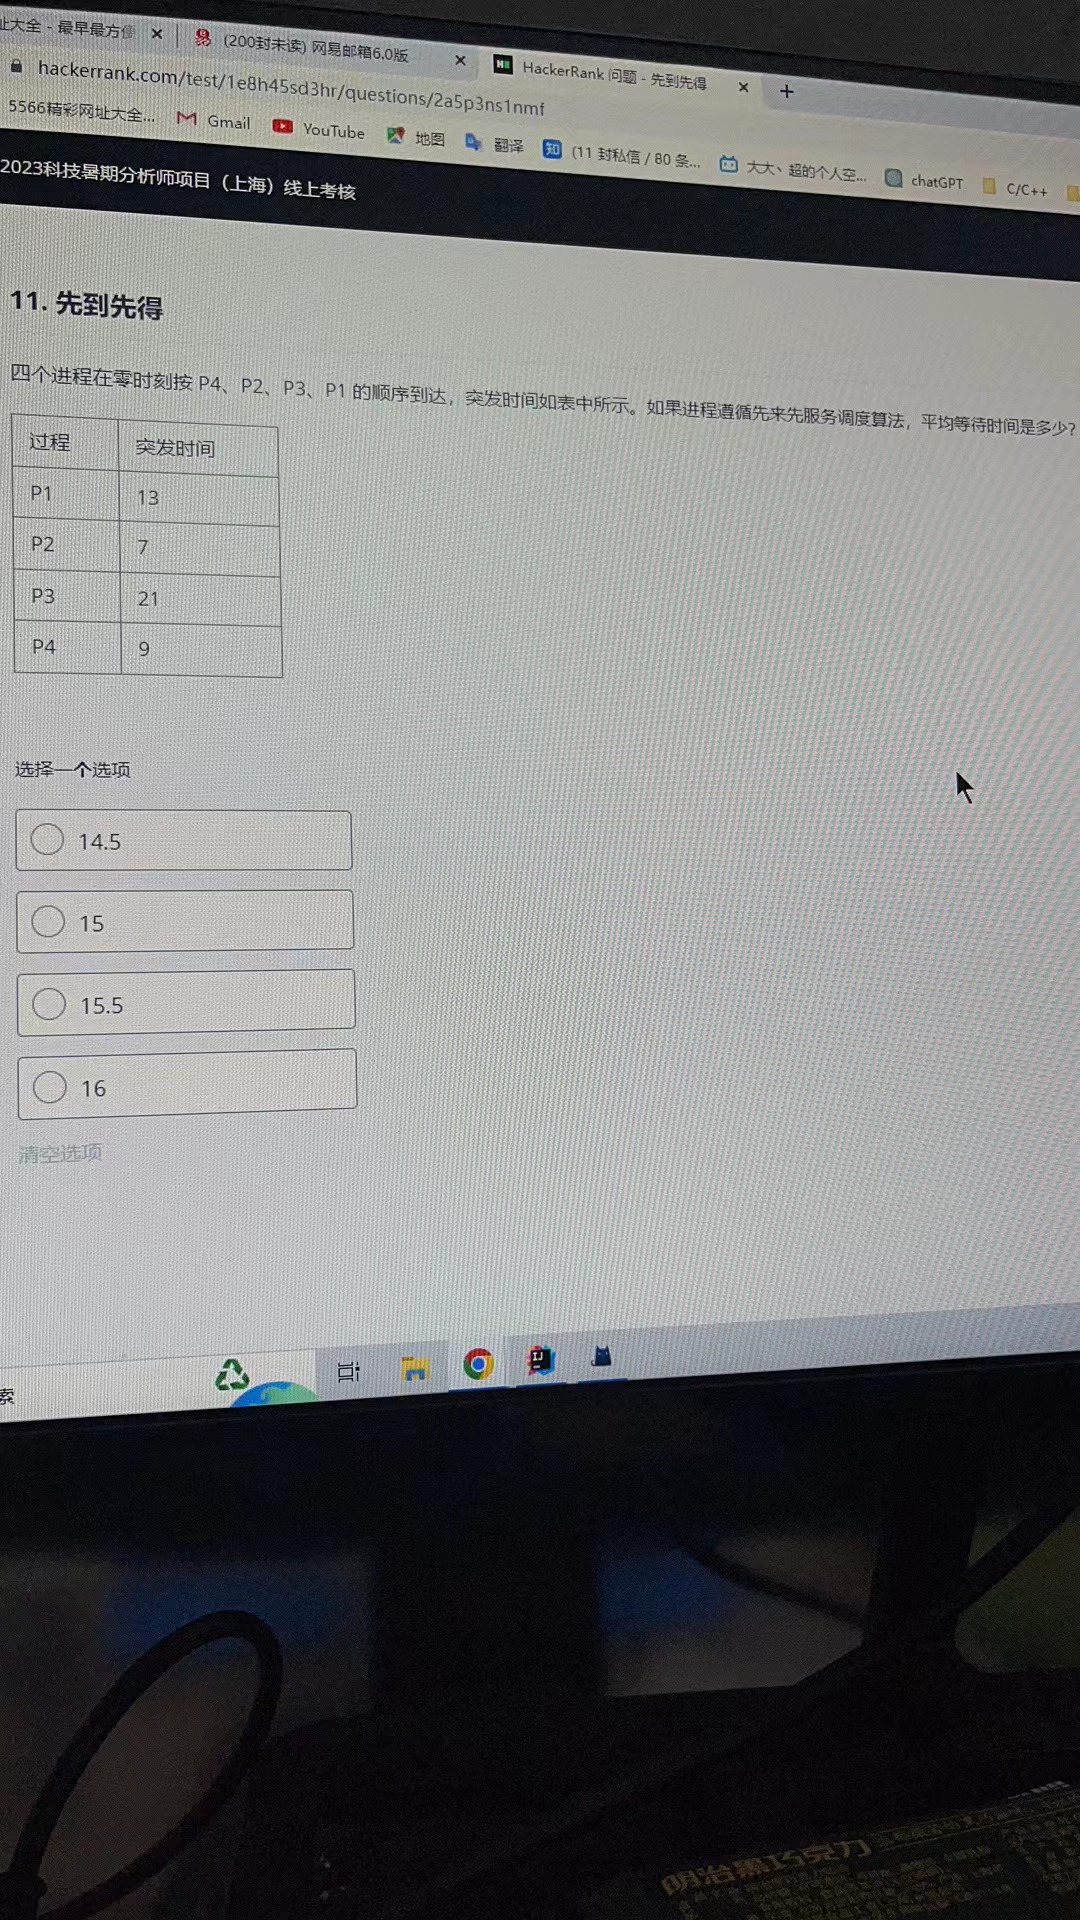 址大全 - 最早最方便
(200封未读) 网易邮箱6.0版
HackerRank 问题 - 先到先得
hackerrank.com/test/1e8h45sd3hr/questions/2a5p3ns1nmf
5566精彩网址大全...
Gmail
YouTube
地图
翻译
知 (11 封私信 / 80 条...
大大、超的个人空...
chatGPT
C/C++
2023科技暑期分析师项目（上海）线上考核
11. 先到先得
四个进程在零时刻按 P4、P2、P3、P1 的顺序到达，突发时间如表中所示。如果进程遵循先来先服务调度算法，平均等待时间是多少？
过程 突发时间
P1 13
P2 7
P3 21
P4 9
选择一个选项
14.5
15
15.5
16
清空选项
索
IJ
明治黑巧克力